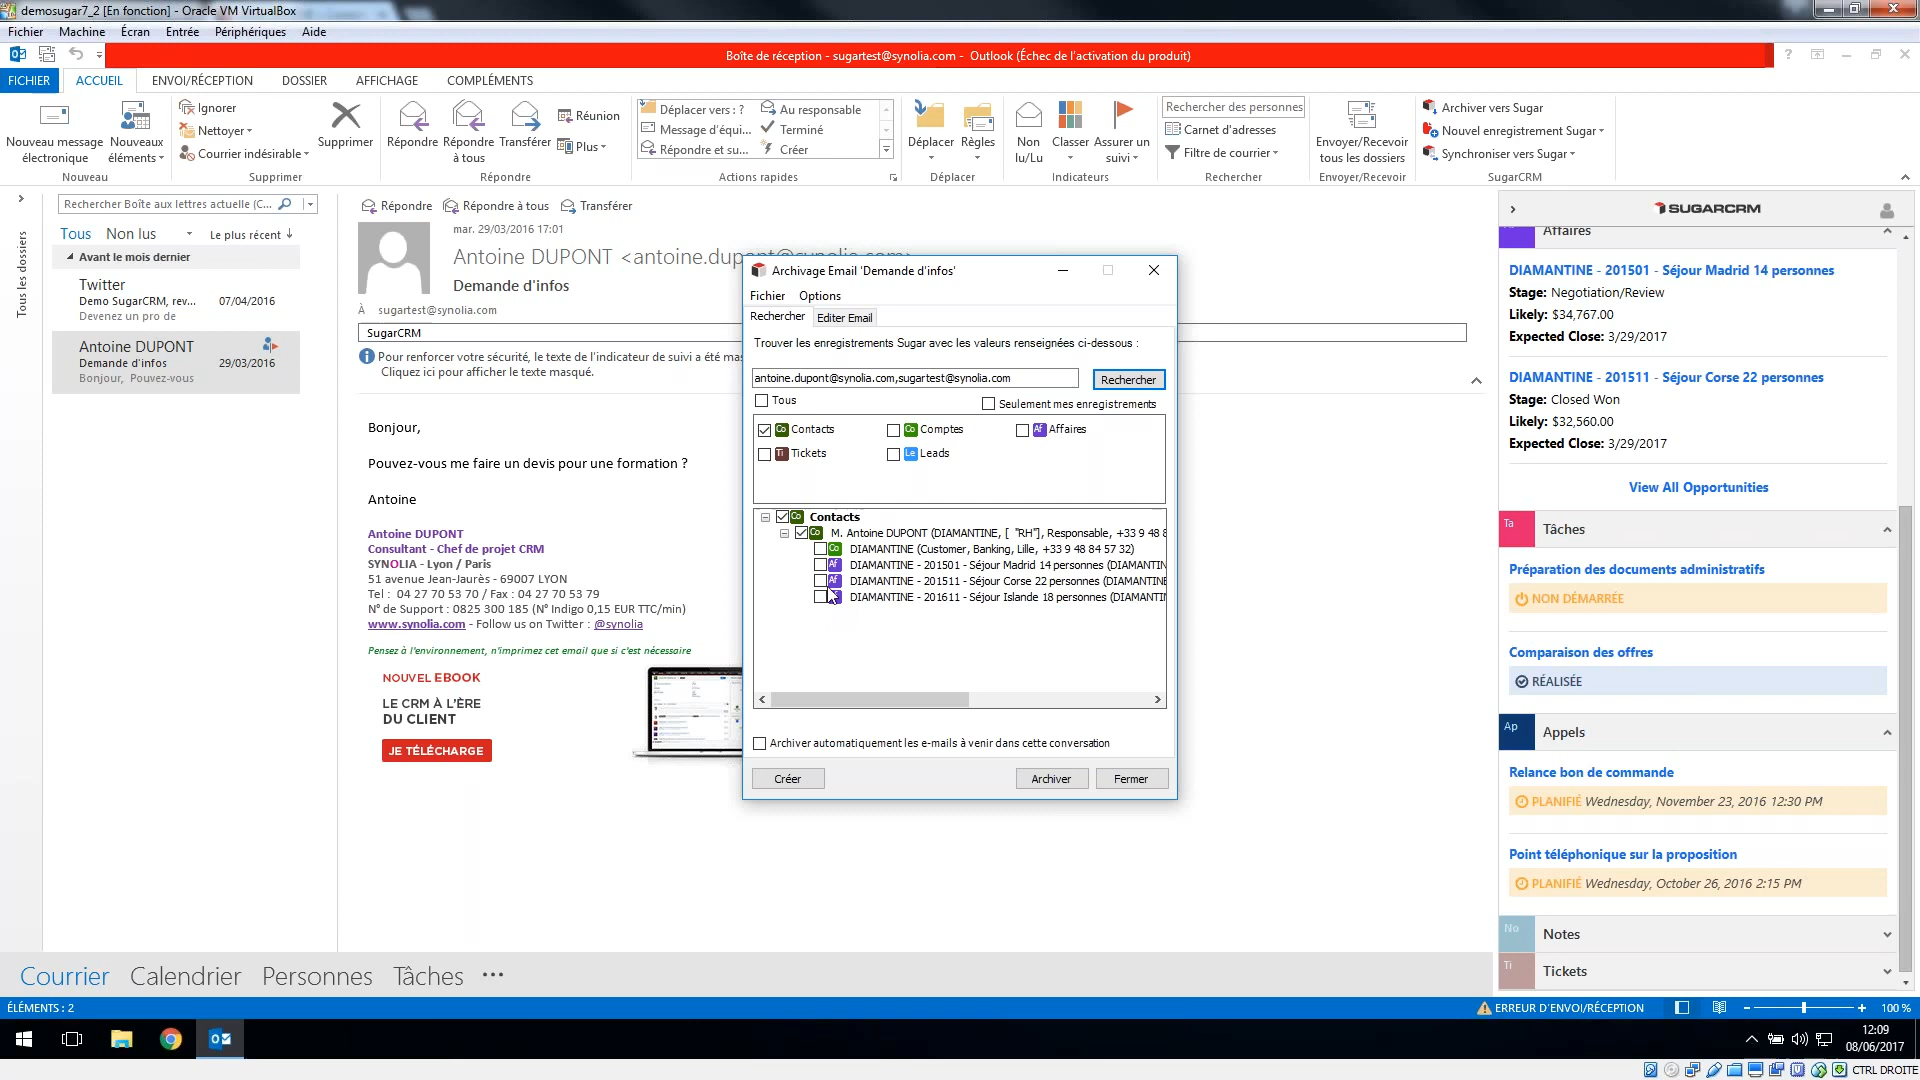 demosugar7_2 [En fonction] - Oracle VM VirtualBox
Fichier Machine Écran Entrée Périphériques Aide
Boîte de réception - sugartest@synolia.com - Outlook (Échec de l'activation du produit)
FICHIER ACCUEIL ENVOI/RÉCEPTION DOSSIER AFFICHAGE COMPLÉMENTS
Nouveau message électronique
Nouveaux éléments
Nouveau
Ignorer
Nettoyer
Courrier indésirable
Supprimer
Supprimer
Répondre
Répondre à tous
Transférer
Réunion
Plus
Répondre
Déplacer vers : ?
Message d'équi...
Répondre et su...
Au responsable
Terminé
Créer
Actions rapides
Déplacer
Règles
Déplacer
Non lu/Lu
Classer
Assurer un suivi
Indicateurs
Rechercher des personnes
Carnet d'adresses
Filtre de courrier
Rechercher
Envoyer/Recevoir tous les dossiers
Envoyer/Recevoir
Archiver vers Sugar
Nouvel enregistrement Sugar
Synchroniser vers Sugar
SugarCRM
Tous les dossiers
Rechercher Boîte aux lettres actuelle (C...
Tous Non lus Le plus récent
Avant le mois dernier
Twitter
Demo SugarCRM, rev... 07/04/2016
Devenez un pro de
Antoine DUPONT
Demande d'infos 29/03/2016
Bonjour, Pouvez-vous
Répondre Répondre à tous Transférer
mar. 29/03/2016 17:01
Antoine DUPONT <antoine.dupont@synolia.com>
Demande d'infos
À sugartest@synolia.com
SugarCRM
Pour renforcer votre sécurité, le texte de l'indicateur de suivi a été mas
Cliquez ici pour afficher le texte masqué.
Bonjour,
Pouvez-vous me faire un devis pour une formation ?
Antoine
Antoine DUPONT
Consultant - Chef de projet CRM
SYNOLIA - Lyon / Paris
51 avenue Jean-Jaurès - 69007 LYON
Tel : 04 27 70 53 70 / Fax : 04 27 70 53 79
N° de Support : 0825 300 185 (N° Indigo 0,15 EUR TTC/min)
www.synolia.com - Follow us on Twitter : @synolia
Pensez à l'environnement, n'imprimez cet email que si c'est nécessaire
NOUVEL EBOOK
LE CRM À L'ÈRE
DU CLIENT
JE TÉLÉCHARGE
Archivage Email 'Demande d'infos'
Fichier Options
Rechercher Editer Email
Trouver les enregistrements Sugar avec les valeurs renseignées ci-dessous :
antoine.dupont@synolia.com,sugartest@synolia.com Rechercher
Tous Seulement mes enregistrements
Co Contacts Co Comptes Af Affaires
Ti Tickets Le Leads
Co Contacts
Co M. Antoine DUPONT (DIAMANTINE, [ "RH"], Responsable, +33 9 48 8
Co DIAMANTINE (Customer, Banking, Lille, +33 9 48 84 57 32)
Af DIAMANTINE - 201501 - Séjour Madrid 14 personnes (DIAMANTIN
Af DIAMANTINE - 201511 - Séjour Corse 22 personnes (DIAMANTINE
DIAMANTINE - 201611 - Séjour Islande 18 personnes (DIAMANTIN
Archiver automatiquement les e-mails à venir dans cette conversation
Créer Archiver Fermer
SUGARCRM
Affaires
DIAMANTINE - 201501 - Séjour Madrid 14 personnes
Stage: Negotiation/Review
Likely: $34,767.00
Expected Close: 3/29/2017
DIAMANTINE - 201511 - Séjour Corse 22 personnes
Stage: Closed Won
Likely: $32,560.00
Expected Close: 3/29/2017
View All Opportunities
Ta Tâches
Préparation des documents administratifs
NON DÉMARRÉE
Comparaison des offres
RÉALISÉE
Ap Appels
Relance bon de commande
PLANIFIÉ Wednesday, November 23, 2016 12:30 PM
Point téléphonique sur la proposition
PLANIFIÉ Wednesday, October 26, 2016 2:15 PM
No Notes
Ti Tickets
Courrier Calendrier Personnes Tâches ...
ÉLÉMENTS : 2
ERREUR D'ENVOI/RÉCEPTION 100 %
12:09
08/06/2017
CTRL DROITE